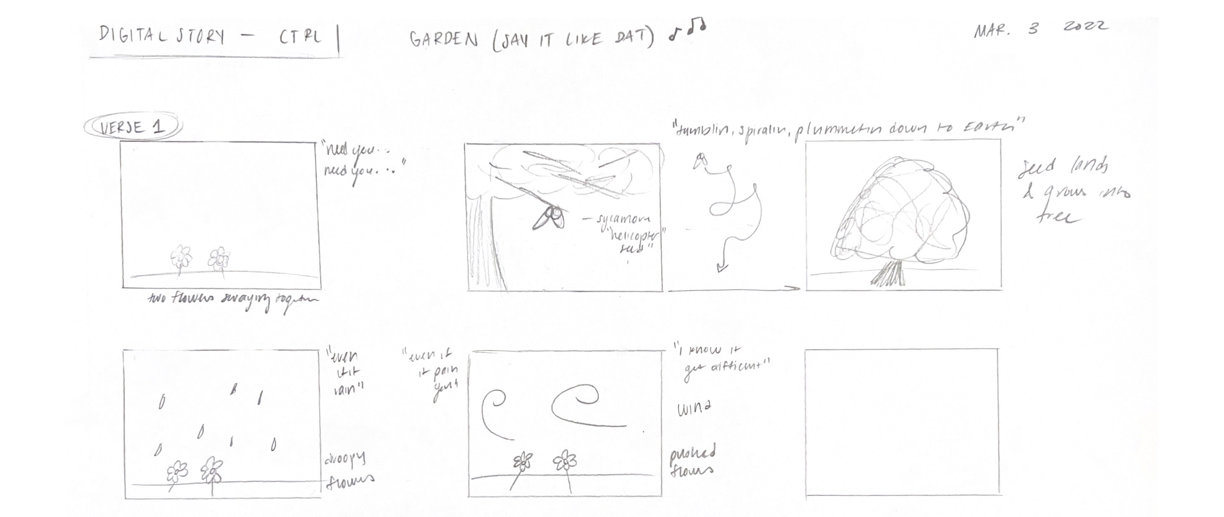 DIGITAL STORY — CTRL
GARDEN (SAY IT LIKE DAT)
MAR. 3 2022
VERSE 1
"need you...
need you..."
two flowers swaying together
— sycamore
"helicopter
seed"
"tumblin, spiralin, plummetin down to EARTH"
seed lands
& grows into
tree
"even
if it
rain"
droopy
flowers
"even if
it pain
you"
"I know it
get difficult"
wind
pushed
flowers